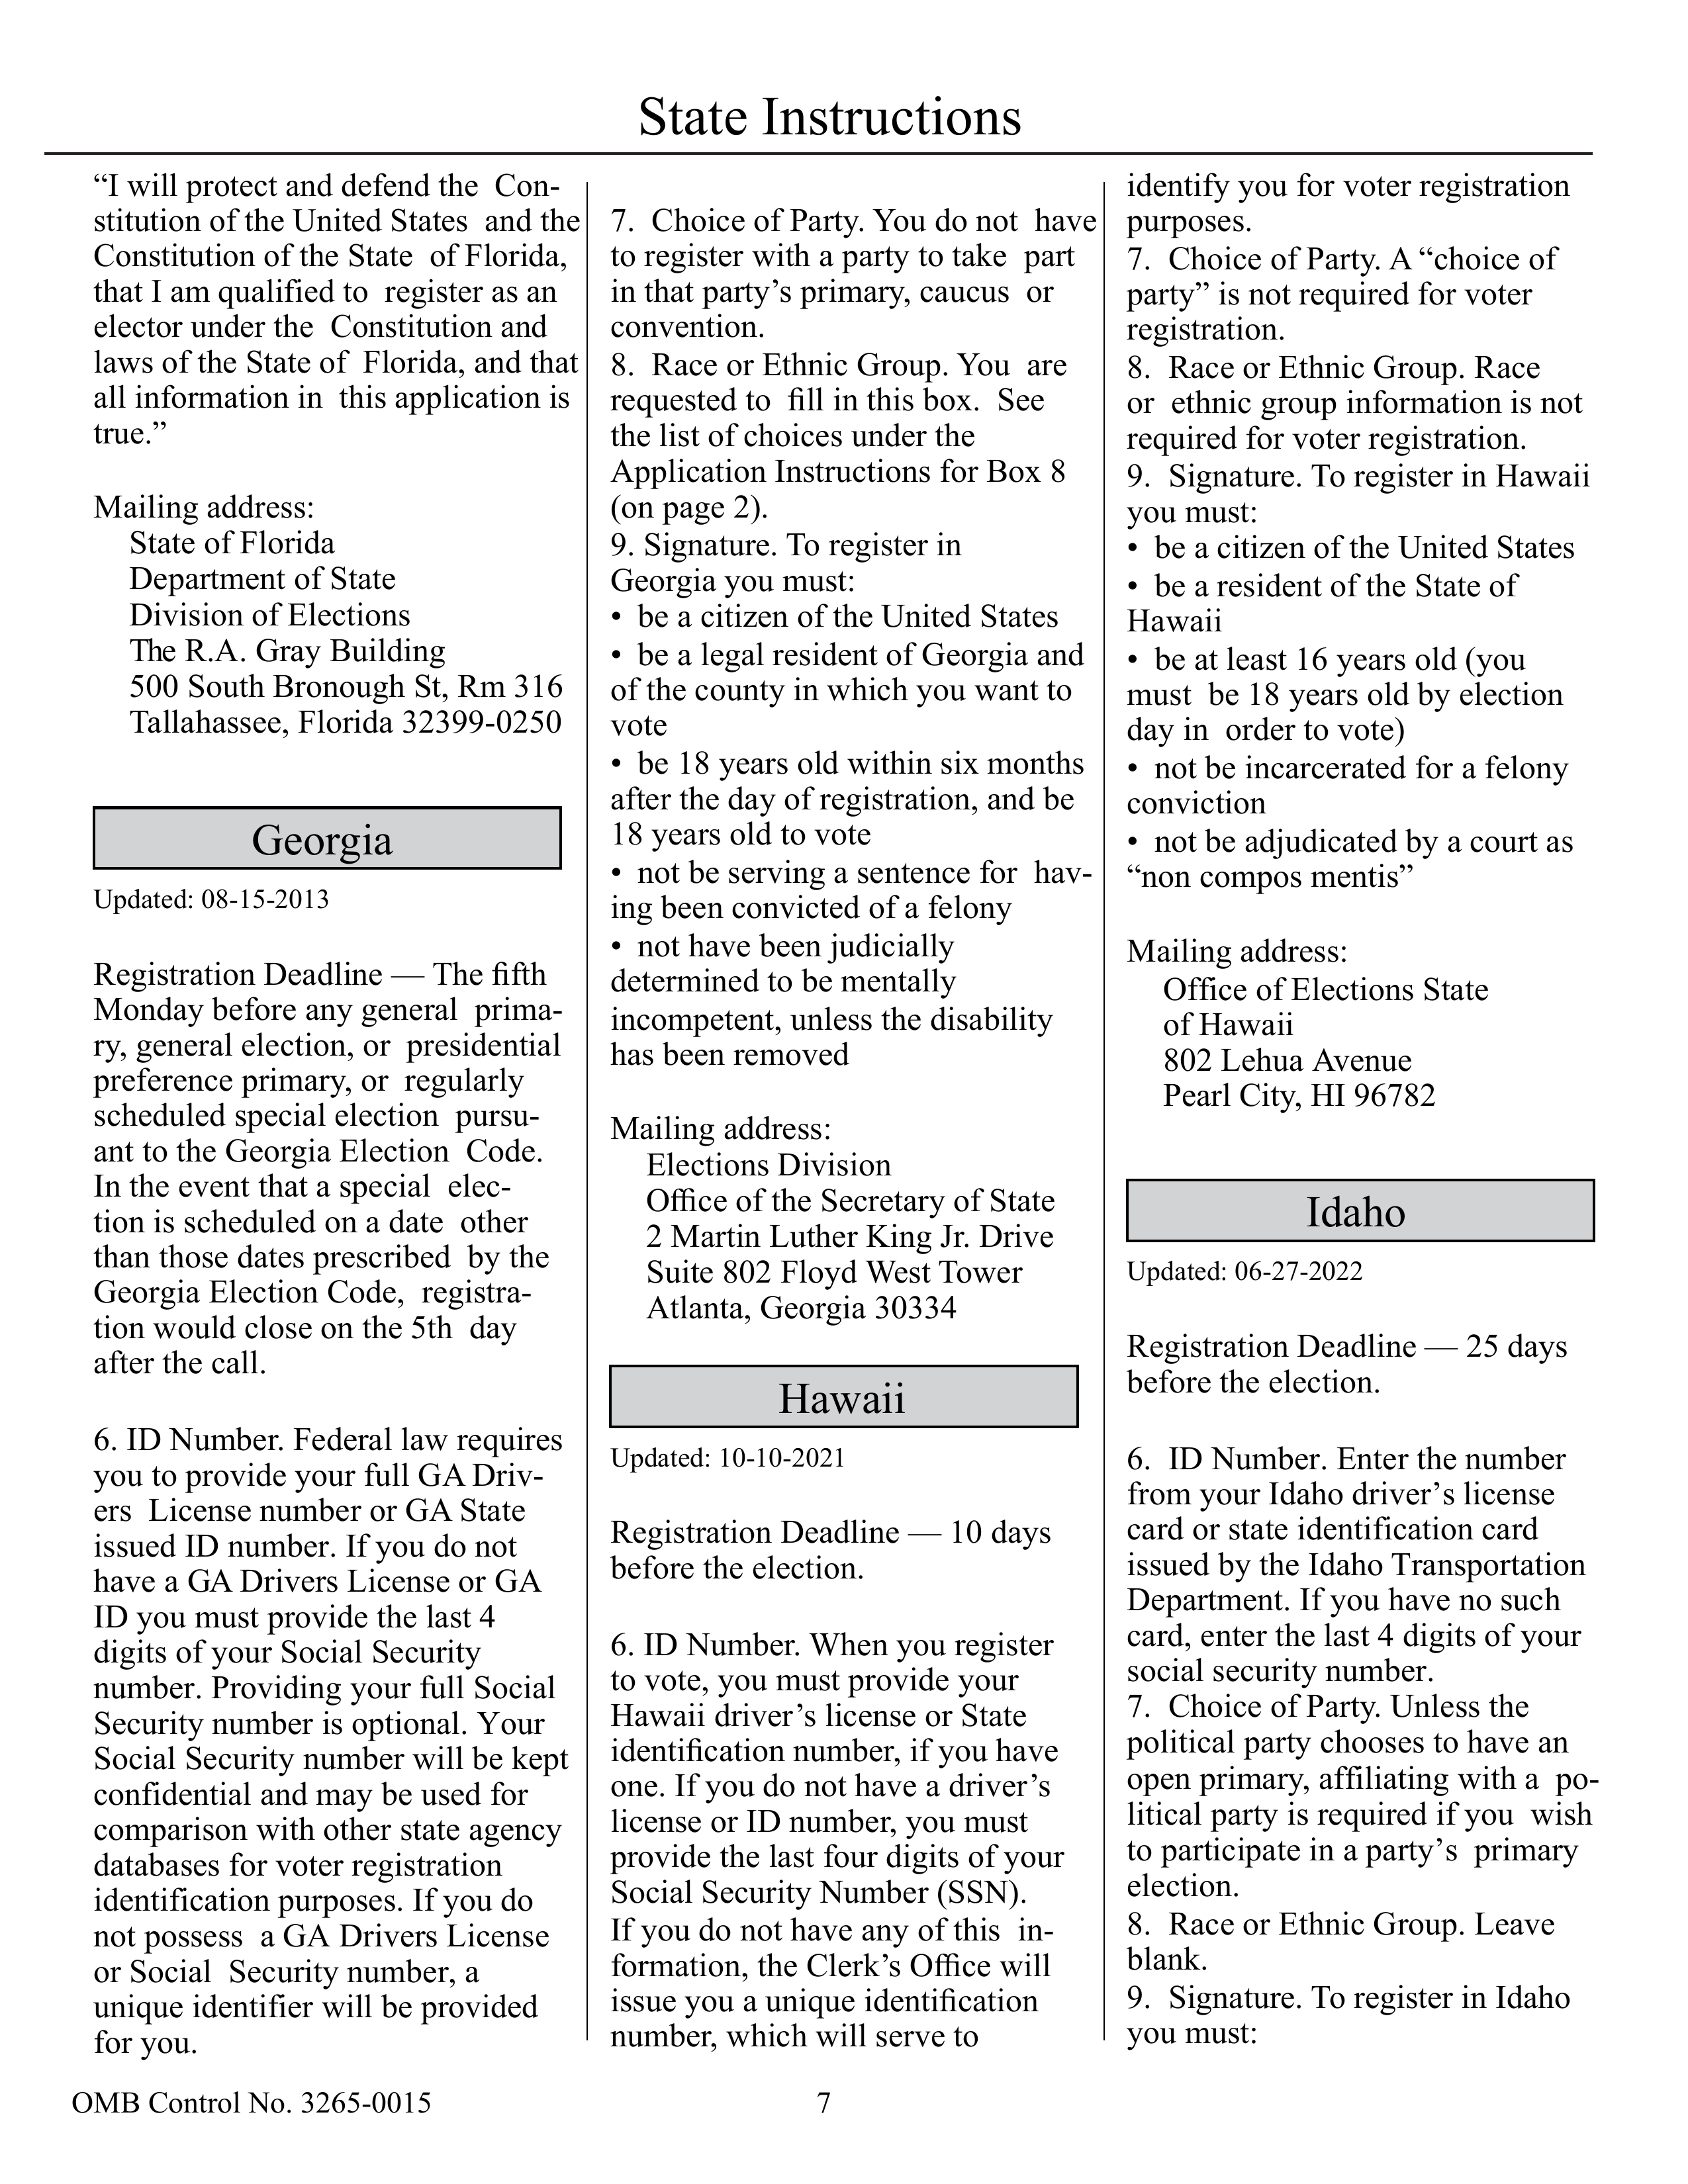 State Instructions
“I will protect and defend the Con-
stitution of the United States and the
Constitution of the State of Florida,
that I am qualified to register as an
elector under the Constitution and
laws of the State of Florida, and that
all information in this application is
true.”
Mailing address:
State of Florida
Department of State
Division of Elections
The R.A. Gray Building
500 South Bronough St, Rm 316
Tallahassee, Florida 32399-0250
Georgia
Updated: 08-15-2013
Registration Deadline — The fifth
Monday before any general prima-
ry, general election, or presidential
preference primary, or regularly
scheduled special election pursu-
ant to the Georgia Election Code.
In the event that a special elec-
tion is scheduled on a date other
than those dates prescribed by the
Georgia Election Code, registra-
tion would close on the 5th day
after the call.
6. ID Number. Federal law requires
you to provide your full GA Driv-
ers License number or GA State
issued ID number. If you do not
have a GA Drivers License or GA
ID you must provide the last 4
digits of your Social Security
number. Providing your full Social
Security number is optional. Your
Social Security number will be kept
confidential and may be used for
comparison with other state agency
databases for voter registration
identification purposes. If you do
not possess a GA Drivers License
or Social Security number, a
unique identifier will be provided
for you.
7. Choice of Party. You do not have
to register with a party to take part
in that party’s primary, caucus or
convention.
8. Race or Ethnic Group. You are
requested to fill in this box. See
the list of choices under the
Application Instructions for Box 8
(on page 2).
9. Signature. To register in
Georgia you must:
• be a citizen of the United States
• be a legal resident of Georgia and
of the county in which you want to
vote
• be 18 years old within six months
after the day of registration, and be
18 years old to vote
• not be serving a sentence for hav-
ing been convicted of a felony
• not have been judicially
determined to be mentally
incompetent, unless the disability
has been removed
Mailing address:
Elections Division
Office of the Secretary of State
2 Martin Luther King Jr. Drive
Suite 802 Floyd West Tower
Atlanta, Georgia 30334
Hawaii
Updated: 10-10-2021
Registration Deadline — 10 days
before the election.
6. ID Number. When you register
to vote, you must provide your
Hawaii driver’s license or State
identification number, if you have
one. If you do not have a driver’s
license or ID number, you must
provide the last four digits of your
Social Security Number (SSN).
If you do not have any of this in-
formation, the Clerk’s Office will
issue you a unique identification
number, which will serve to
identify you for voter registration
purposes.
7. Choice of Party. A “choice of
party” is not required for voter
registration.
8. Race or Ethnic Group. Race
or ethnic group information is not
required for voter registration.
9. Signature. To register in Hawaii
you must:
• be a citizen of the United States
• be a resident of the State of
Hawaii
• be at least 16 years old (you
must be 18 years old by election
day in order to vote)
• not be incarcerated for a felony
conviction
• not be adjudicated by a court as
“non compos mentis”
Mailing address:
Office of Elections State
of Hawaii
802 Lehua Avenue
Pearl City, HI 96782
Idaho
Updated: 06-27-2022
Registration Deadline — 25 days
before the election.
6. ID Number. Enter the number
from your Idaho driver’s license
card or state identification card
issued by the Idaho Transportation
Department. If you have no such
card, enter the last 4 digits of your
social security number.
7. Choice of Party. Unless the
political party chooses to have an
open primary, affiliating with a po-
litical party is required if you wish
to participate in a party’s primary
election.
8. Race or Ethnic Group. Leave
blank.
9. Signature. To register in Idaho
you must:
OMB Control No. 3265-0015
7